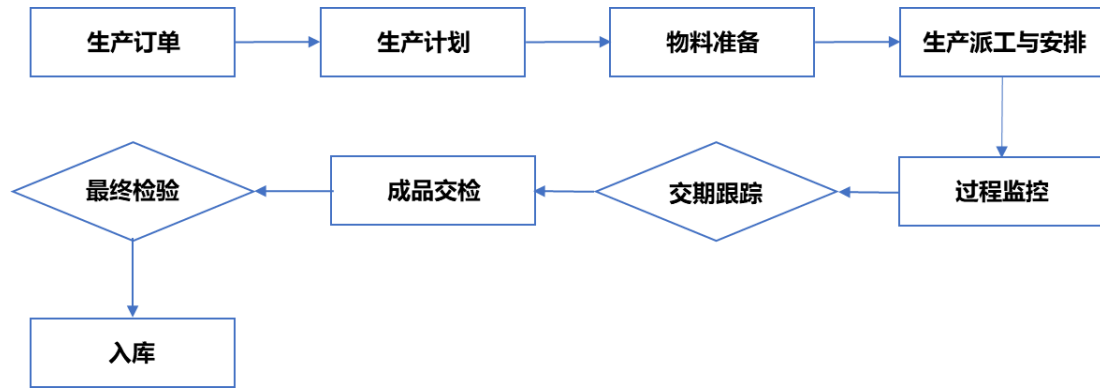 生产订单
生产计划
物料准备
生产派工与安排
过程监控
交期跟踪
成品交检
最终检验
入库